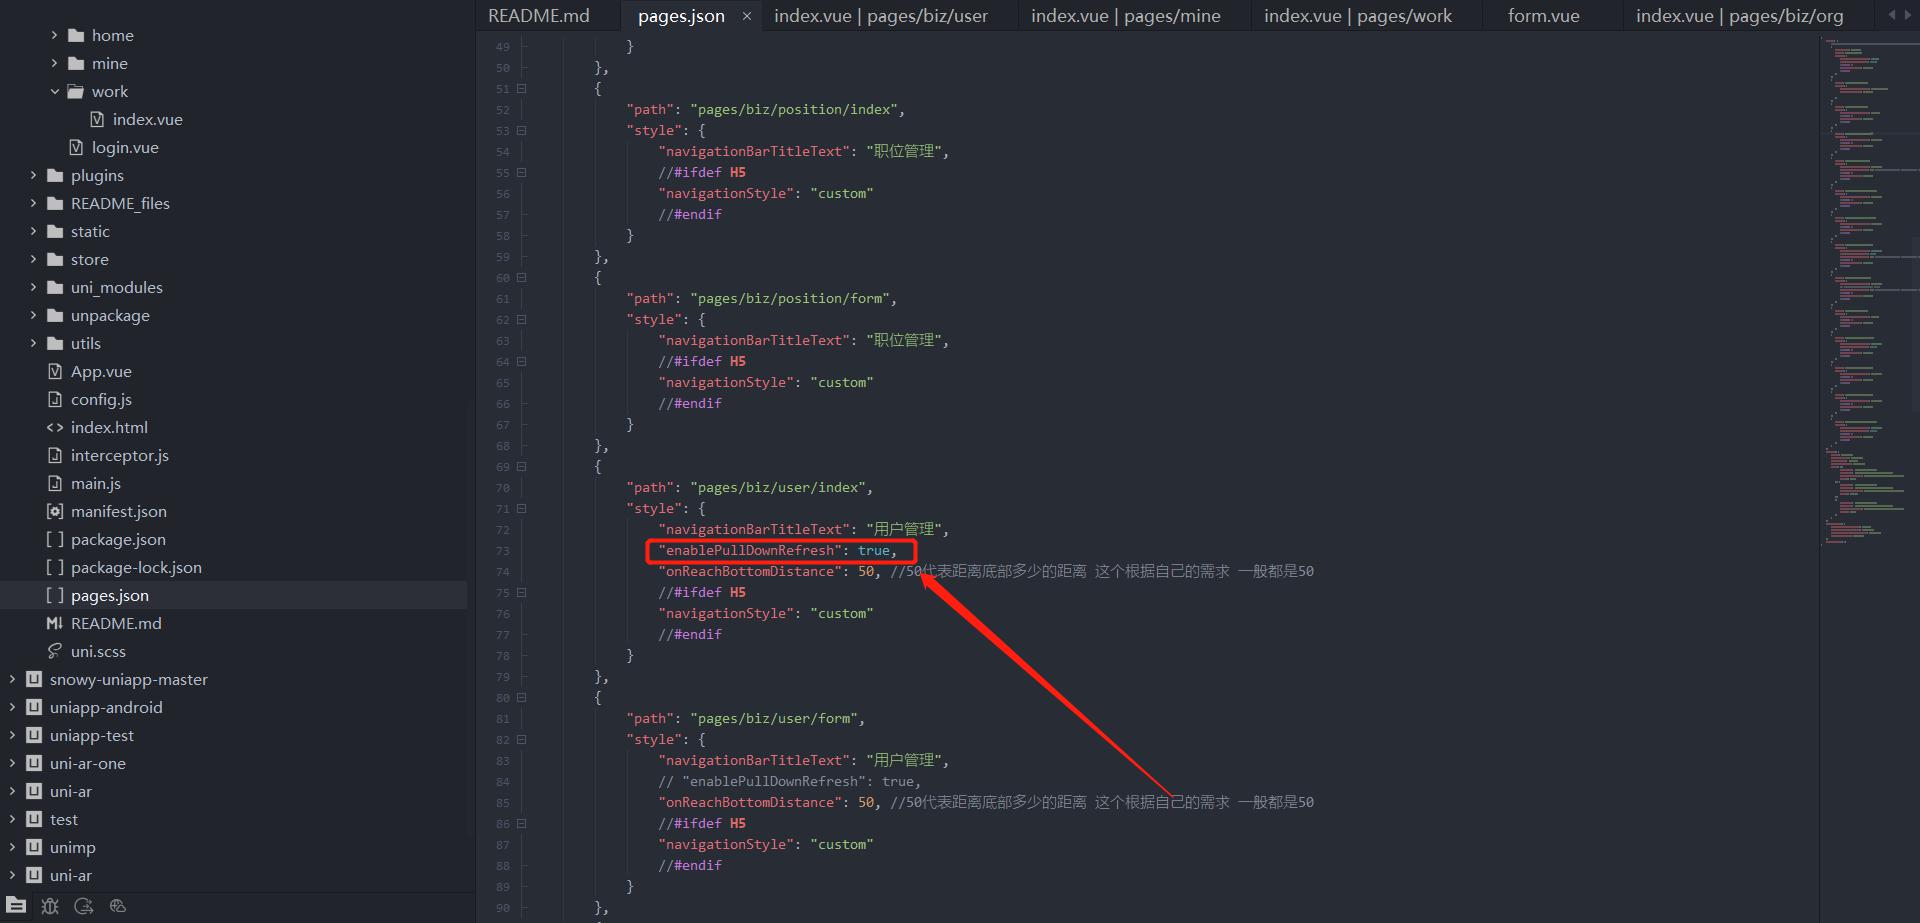 home
mine
work
index.vue
login.vue
plugins
README_files
static
store
uni_modules
unpackage
utils
App.vue
config.js
index.html
interceptor.js
main.js
manifest.json
package.json
package-lock.json
pages.json
README.md
uni.scss
snowy-uniapp-master
uniapp-android
uniapp-test
uni-ar-one
uni-ar
test
unimp
uni-ar
README.md
pages.json ×
index.vue | pages/biz/user
index.vue | pages/mine
index.vue | pages/work
form.vue
index.vue | pages/biz/org
49 }
50 },
51 {
52 "path": "pages/biz/position/index",
53 "style": {
54 "navigationBarTitleText": "职位管理",
55 //#ifdef H5
56 "navigationStyle": "custom"
57 //#endif
58 }
59 },
60 {
61 "path": "pages/biz/position/form",
62 "style": {
63 "navigationBarTitleText": "职位管理",
64 //#ifdef H5
65 "navigationStyle": "custom"
66 //#endif
67 }
68 },
69 {
70 "path": "pages/biz/user/index",
71 "style": {
72 "navigationBarTitleText": "用户管理",
73 "enablePullDownRefresh": true,
74 "onReachBottomDistance": 50, //50代表距离底部多少的距离 这个根据自己的需求 一般都是50
75 //#ifdef H5
76 "navigationStyle": "custom"
77 //#endif
78 }
79 },
80 {
81 "path": "pages/biz/user/form",
82 "style": {
83 "navigationBarTitleText": "用户管理",
84 // "enablePullDownRefresh": true,
85 "onReachBottomDistance": 50, //50代表距离底部多少的距离 这个根据自己的需求 一般都是50
86 //#ifdef H5
87 "navigationStyle": "custom"
88 //#endif
89 }
90 },